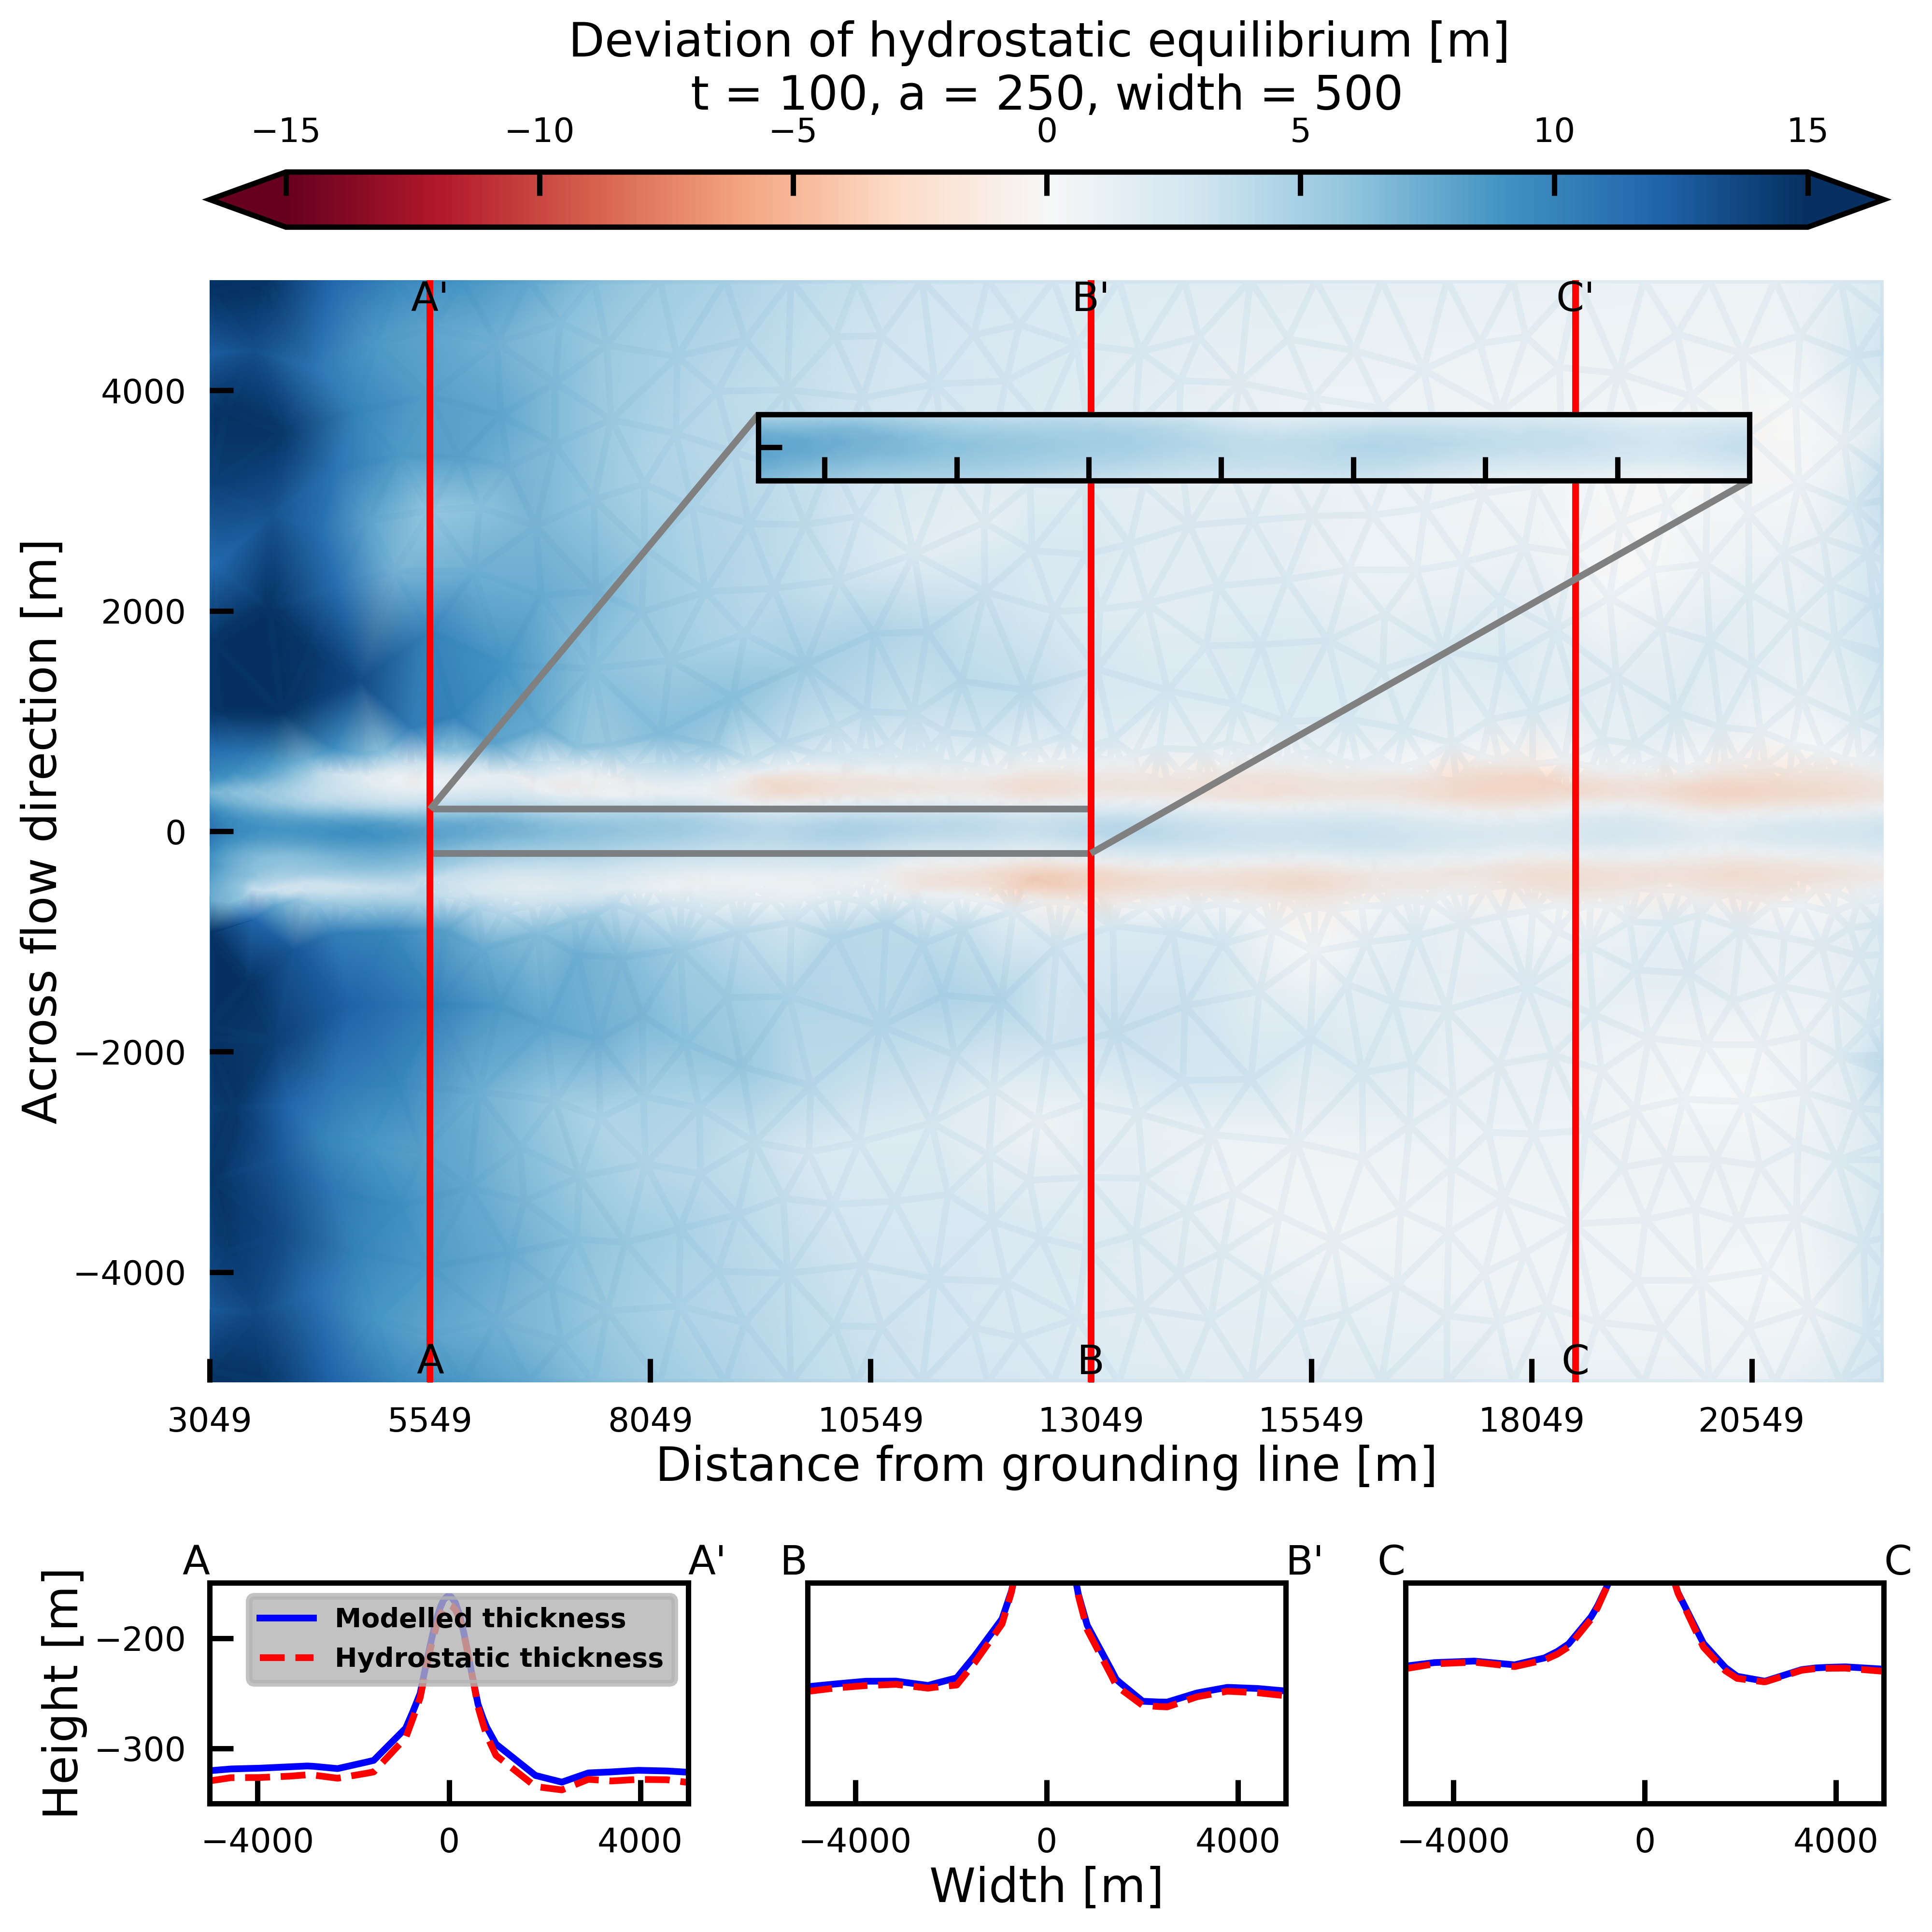 Deviation of hydrostatic equilibrium [m]
t = 100, a = 250, width = 500
−15 −10 −5 0 5 10 15
A' B' C'
4000
2000
0
−2000
−4000
Across flow direction [m]
A B C
3049 5549 8049 10549 13049 15549 18049 20549
Distance from grounding line [m]
A A' B B' C C
Modelled thickness
Hydrostatic thickness
−200
−300
Height [m]
−4000 0 4000 −4000 0 4000 −4000 0 4000
Width [m]